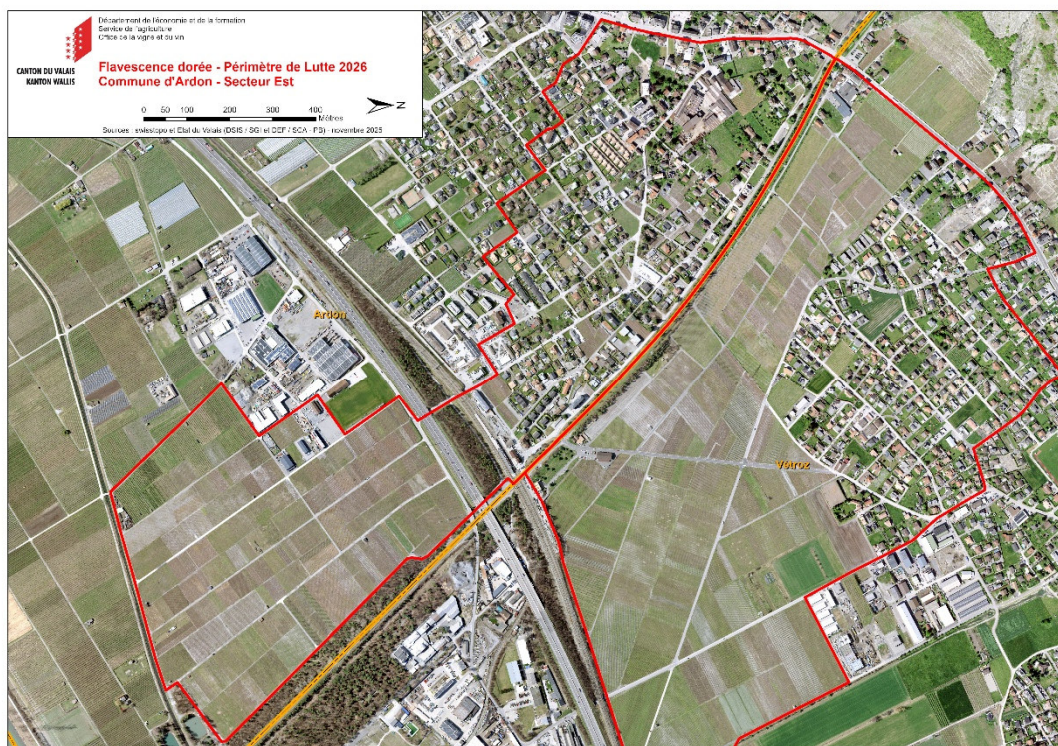 Département de l'économie et de la formation
Service de l'agriculture
Office de la vigne et du vin
CANTON DU VALAIS
KANTON WALLIS
Flavescence dorée - Périmètre de Lutte 2026
Commune d'Ardon - Secteur Est
0 50 100 200 300 400
Mètres
N
Sources : swisstopo et Etat du Valais (DSIS / SGI et DEF / SCA - PB) - novembre 2025
Ardon
Vétroz